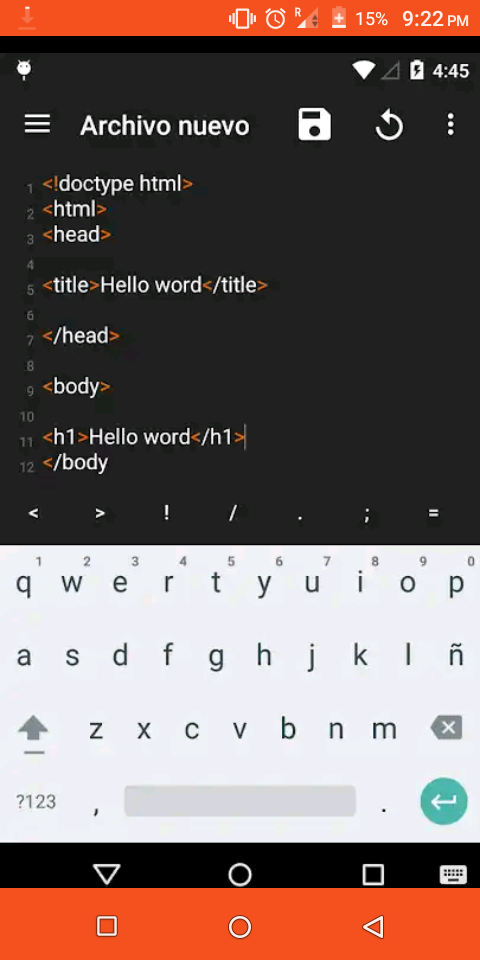 R 15% 9:22 PM
4:45
Archivo nuevo
1 <!doctype html>
2 <html>
3 <head>
4
5 <title>Hello word</title>
6
7 </head>
8
9 <body>
10
11 <h1>Hello word</h1>
12 </body
< > ! / . ; =
1 2 3 4 5 6 7 8 9 0
q w e r t y u i o p
a s d f g h j k l ñ
z x c v b n m
?123 , .